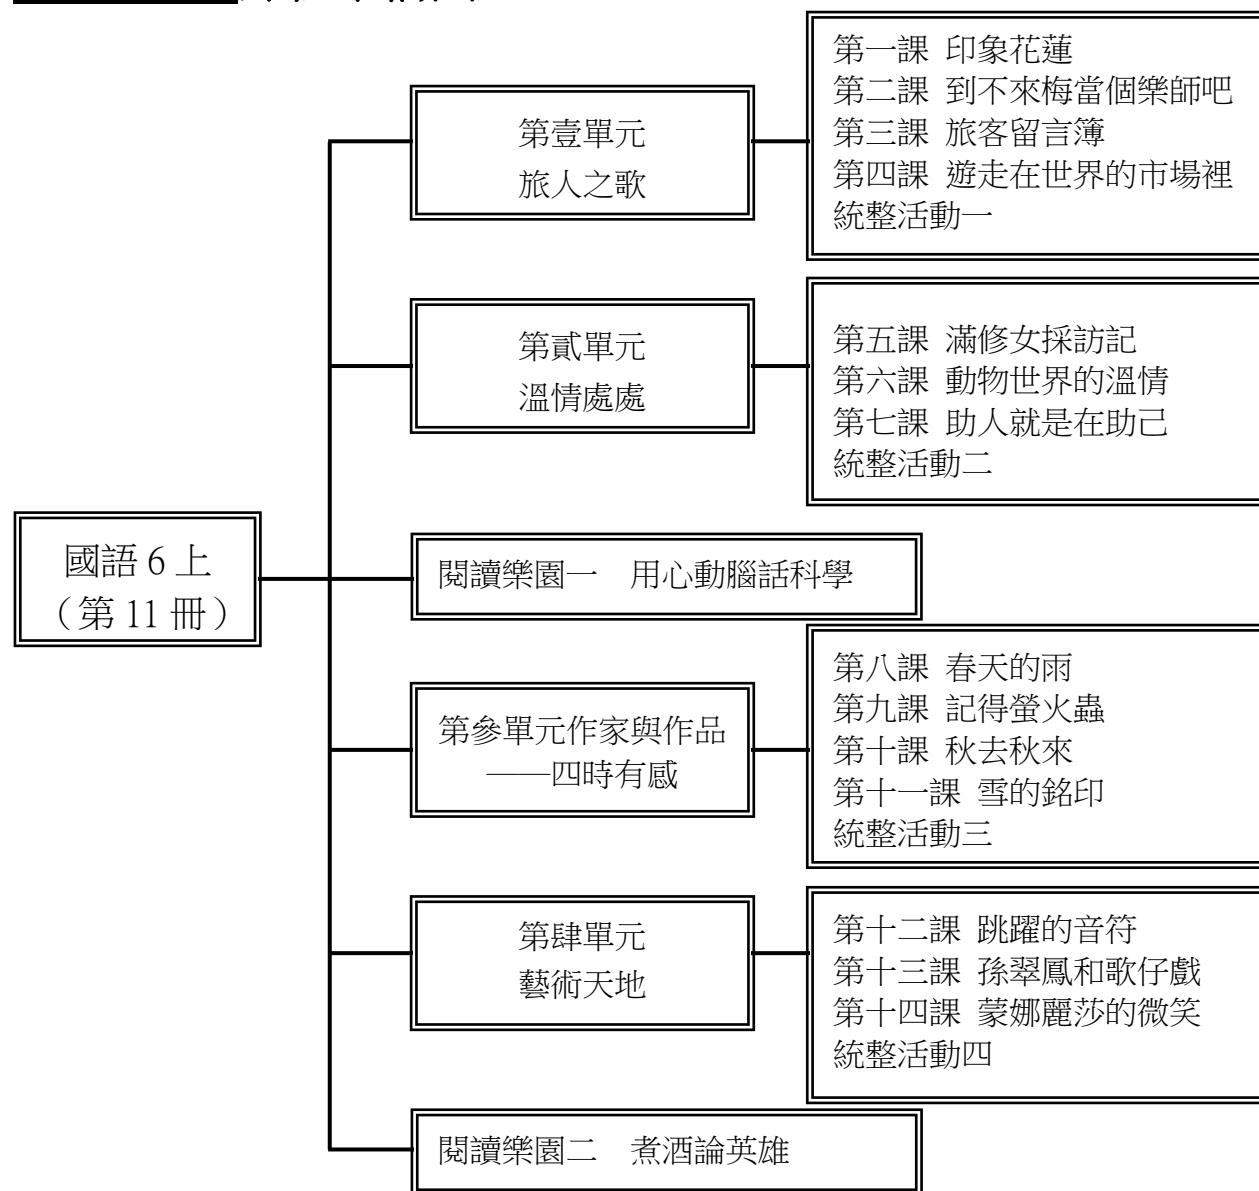 第壹單元
旅人之歌
第一課 印象花蓮
第二課 到不來梅當個樂師吧
第三課 旅客留言簿
第四課 遊走在世界的市場裡
統整活動一
第貳單元
溫情處處
第五課 滿修女採訪記
第六課 動物世界的溫情
第七課 助人就是在助己
統整活動二
國語 6 上
（第 11 冊）
閱讀樂園一　用心動腦話科學
第參單元作家與作品
——四時有感
第八課 春天的雨
第九課 記得螢火蟲
第十課 秋去秋來
第十一課 雪的銘印
統整活動三
第肆單元
藝術天地
第十二課 跳躍的音符
第十三課 孫翠鳳和歌仔戲
第十四課 蒙娜麗莎的微笑
統整活動四
閱讀樂園二　煮酒論英雄